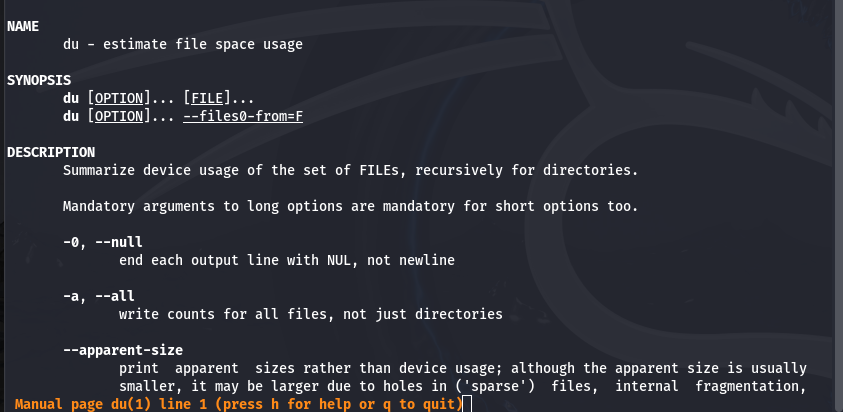 NAME
du - estimate file space usage
SYNOPSIS
du [OPTION]... [FILE]...
du [OPTION]... --files0-from=F
DESCRIPTION
Summarize device usage of the set of FILEs, recursively for directories.
Mandatory arguments to long options are mandatory for short options too.
-0, --null
end each output line with NUL, not newline
-a, --all
write counts for all files, not just directories
--apparent-size
print  apparent  sizes rather than device usage; although the apparent size is usually
smaller, it may be larger due to holes in ('sparse')  files,  internal  fragmentation,
Manual page du(1) line 1 (press h for help or q to quit)